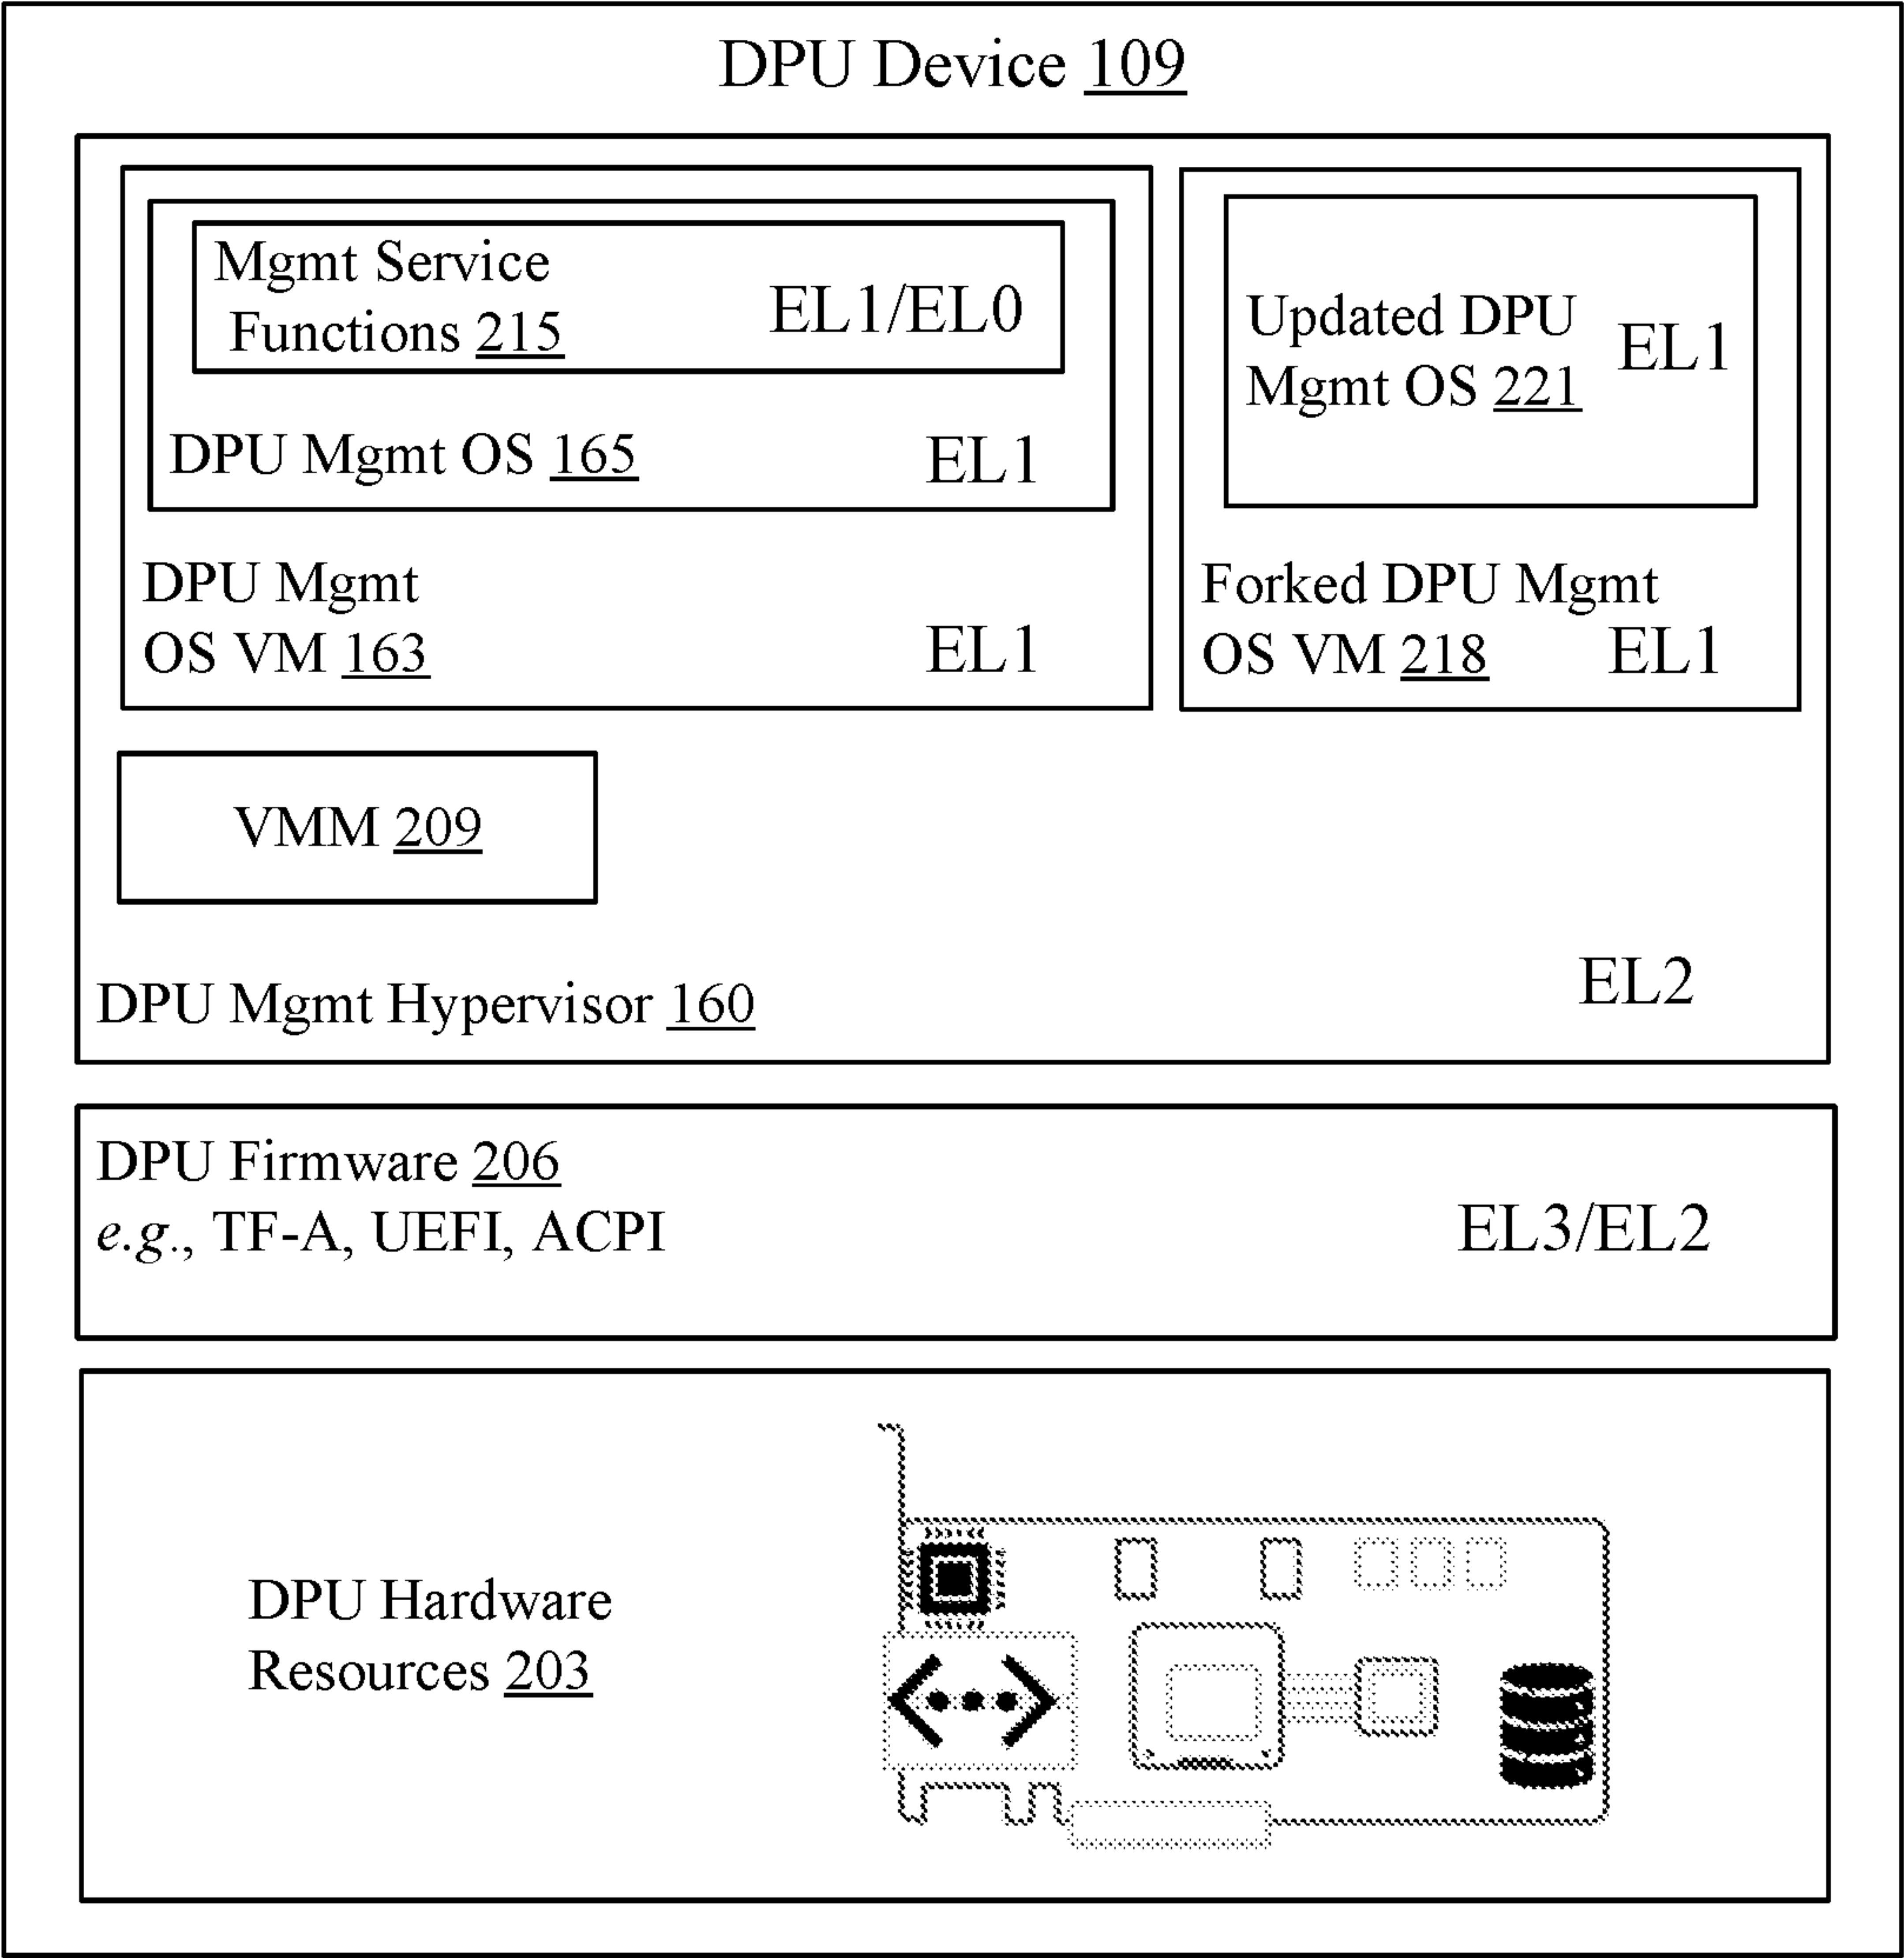 DPU Device 109
Mgmt Service
Functions 215
EL1/EL0
DPU Mgmt OS 165
EL1
DPU Mgmt
OS VM 163
EL1
Updated DPU
Mgmt OS 221
EL1
Forked DPU Mgmt
OS VM 218
EL1
VMM 209
DPU Mgmt Hypervisor 160
EL2
DPU Firmware 206
e.g., TF-A, UEFI, ACPI
EL3/EL2
DPU Hardware
Resources 203